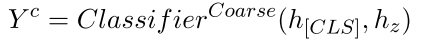 Y^c = Classifier^{Coarse}(h_{[CLS]}, h_z)